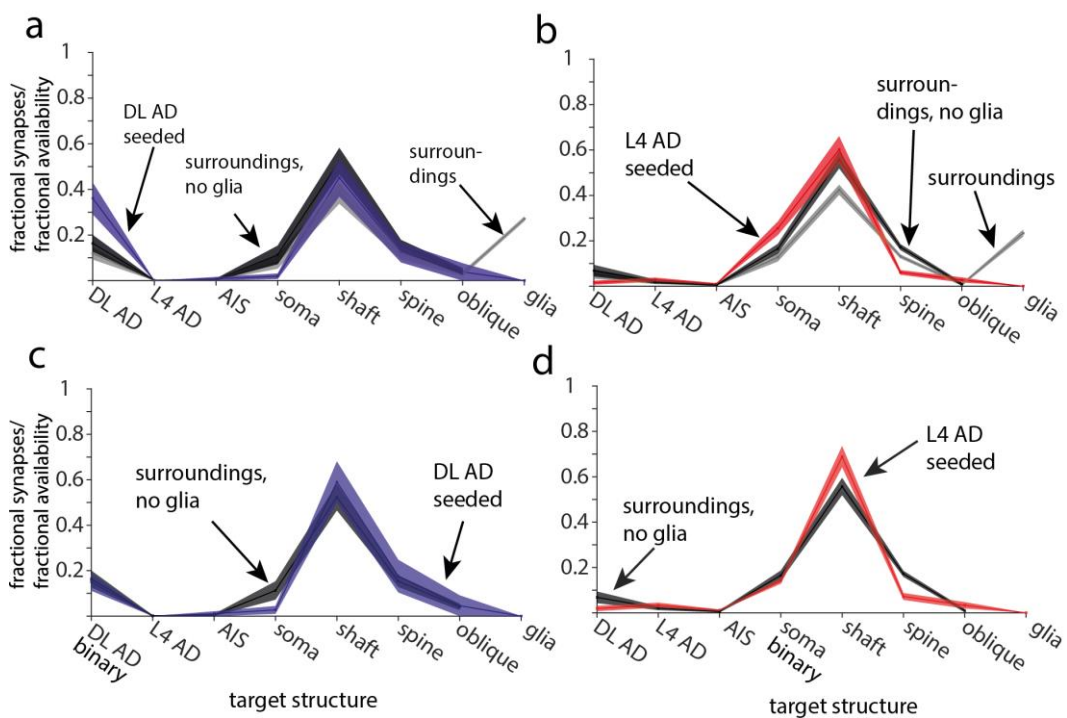 a
fractional synapses/
fractional availability
1
0.8
0.6
0.4
0.2
DL AD
seeded
surroundings,
no glia
surroun-
dings
DL AD
L4 AD
AIS
soma
shaft
spine
oblique
glia
b
1
0.8
0.6
0.4
0.2
L4 AD
seeded
surroun-
dings, no glia
surroundings
DL AD
L4 AD
AIS
soma
shaft
spine
oblique
glia
c
fractional synapses/
fractional availability
1
0.8
0.6
0.4
0.2
surroundings,
no glia
DL AD
seeded
DL AD
binary
L4 AD
AIS
soma
shaft
spine
oblique
glia
target structure
d
1
0.8
0.6
0.4
0.2
surroundings,
no glia
L4 AD
seeded
DL AD
L4 AD
AIS
soma
binary
shaft
spine
oblique
glia
target structure